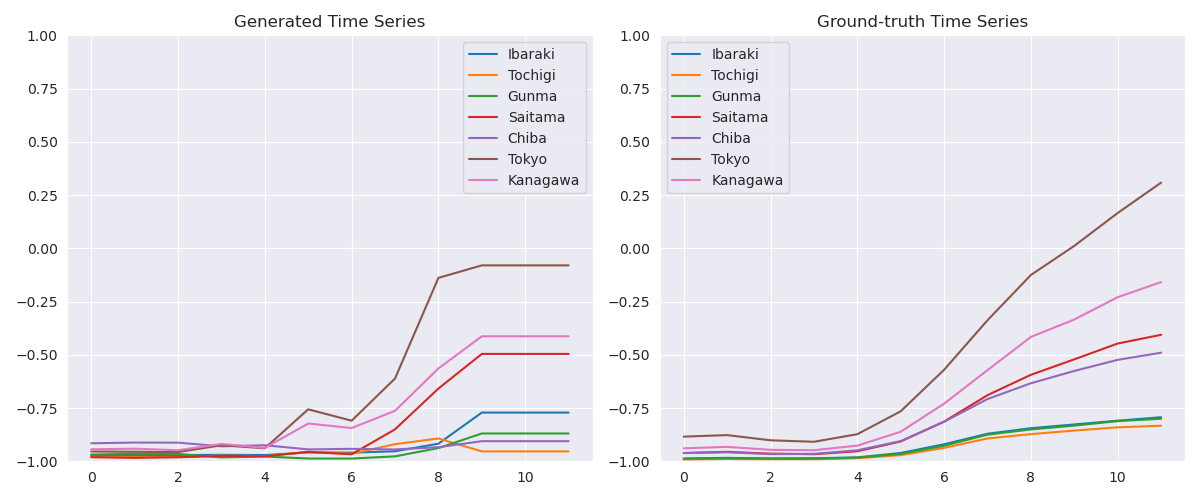 Generated Time Series
1.00
0.75
0.50
0.25
0.00
−0.25
−0.50
−0.75
−1.00
0 2 4 6 8 10
Ibaraki
Tochigi
Gunma
Saitama
Chiba
Tokyo
Kanagawa
Ground-truth Time Series
1.00
0.75
0.50
0.25
0.00
−0.25
−0.50
−0.75
−1.00
0 2 4 6 8 10
Ibaraki
Tochigi
Gunma
Saitama
Chiba
Tokyo
Kanagawa